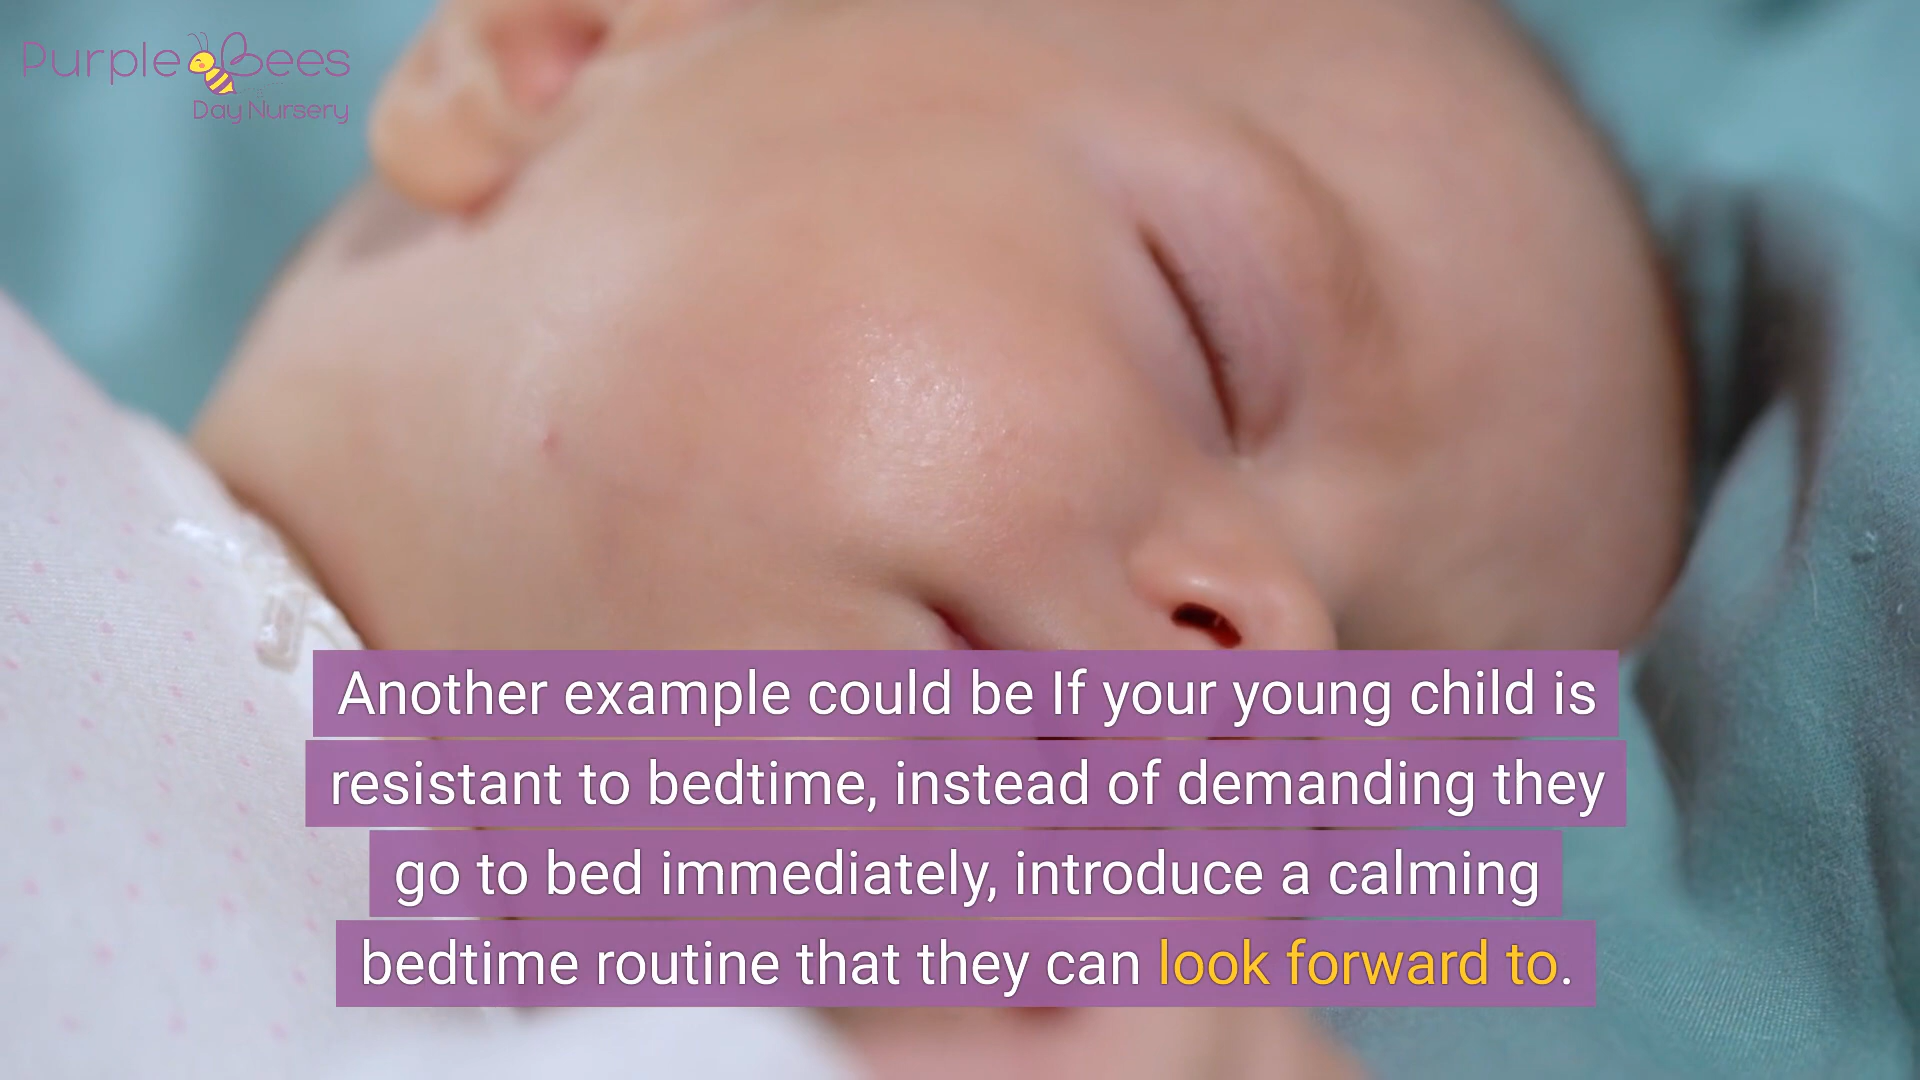 Purple Bees
Day Nursery
Another example could be If your young child is
resistant to bedtime, instead of demanding they
go to bed immediately, introduce a calming
bedtime routine that they can look forward to.